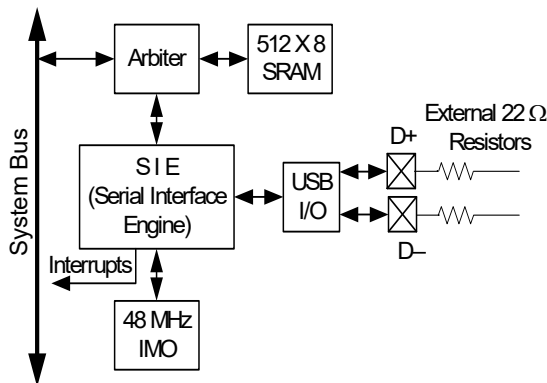 System Bus
Arbiter
512 X 8
SRAM
S I E
(Serial Interface
Engine)
USB
I/O
D+
D–
External 22 Ω
Resistors
Interrupts
48 MHz
IMO